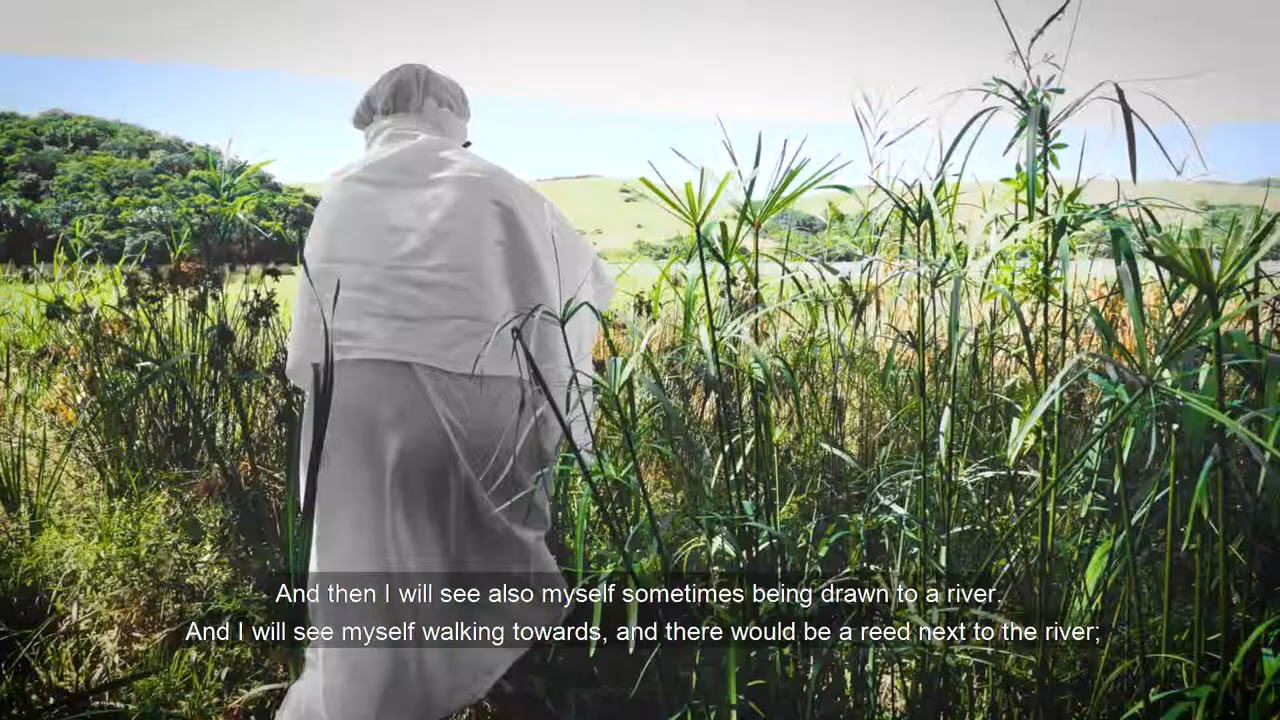 And then I will see also myself sometimes being drawn to a river.
And I will see myself walking towards, and there would be a reed next to the river;